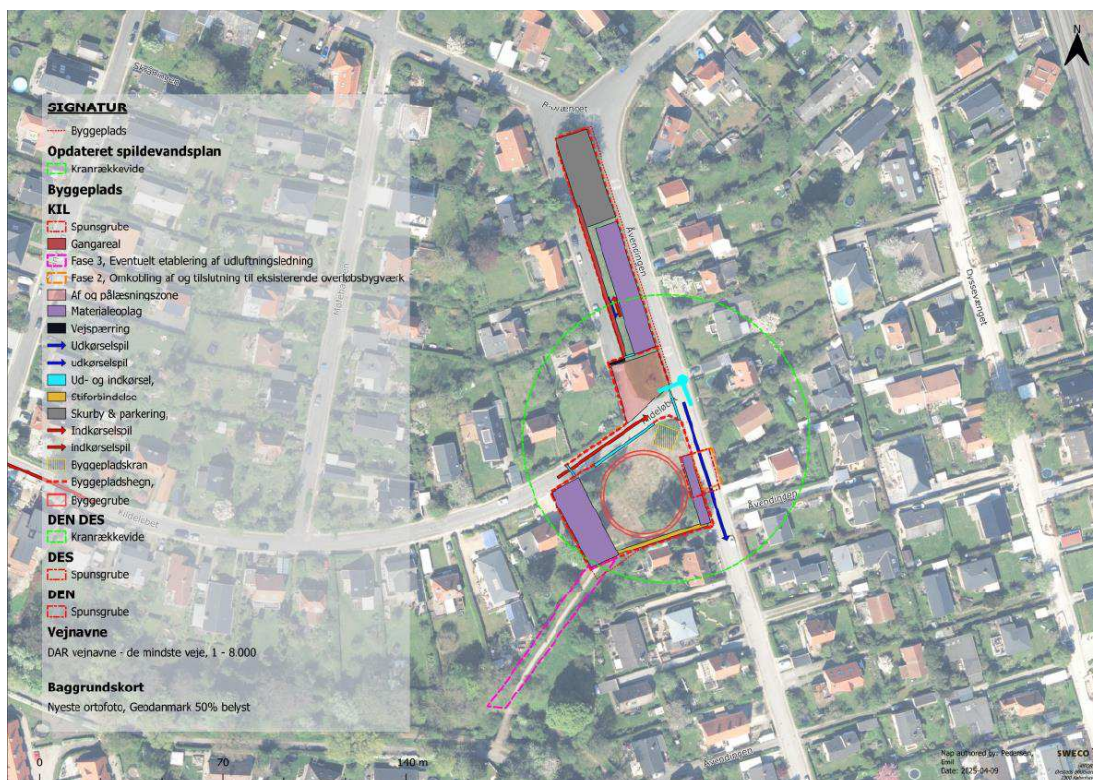 N
SIGNATUR
Byggeplads
Opdateret spildevandsplan
Kranrækkevide
Byggeplads
KIL
Spunsgrube
Gangareal
Fase 3, Eventuelt etablering af udluftningsledning
Fase 2, Omkobling af og tilslutning til eksisterende overløbsbygværk
Af og pålæsningszone
Materialeoplag
Vejspærring
Udkørselspil
udkørselspil
Ud- og indkørsel,
Stiforbindelse
Skurby & parkering,
Indkørselspil
indkørselspil
Byggepladskran
Byggepladshegn,
Byggegrube
DEN DES
Kranrækkevide
DES
Spunsgrube
DEN
Spunsgrube
Vejnavne
DAR vejnavne - de mindste veje, 1 - 8.000
Baggrundskort
Nyeste ortofoto, Geodanmark 50% belyst
Åvendingen
Dyssevænget
Kildeløbet
Åvendingen
Kildeløbet
Åvendingen
0
70
140 m
Map authored by: Pedersen,
Emil
Date: 2025-04-09
SWECO